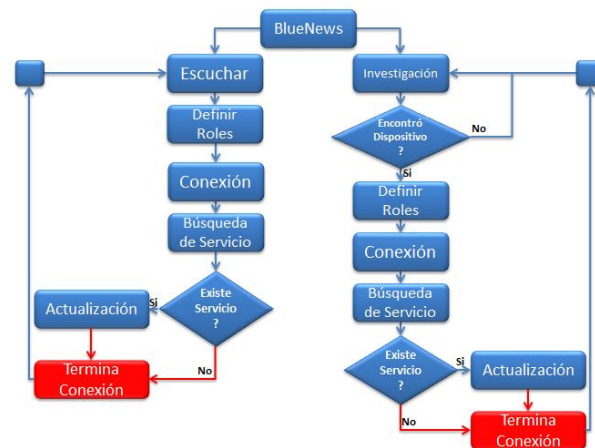 BlueNews
Escuchar
Definir
Roles
Conexión
Búsqueda
de Servicio
Existe
Servicio
?
Si
Actualización
No
Termina
Conexión
Investigación
Encontró
Dispositivo
?
No
Si
Definir
Roles
Conexión
Búsqueda
de Servicio
Existe
Servicio
?
Si
Actualización
No
Termina
Conexión